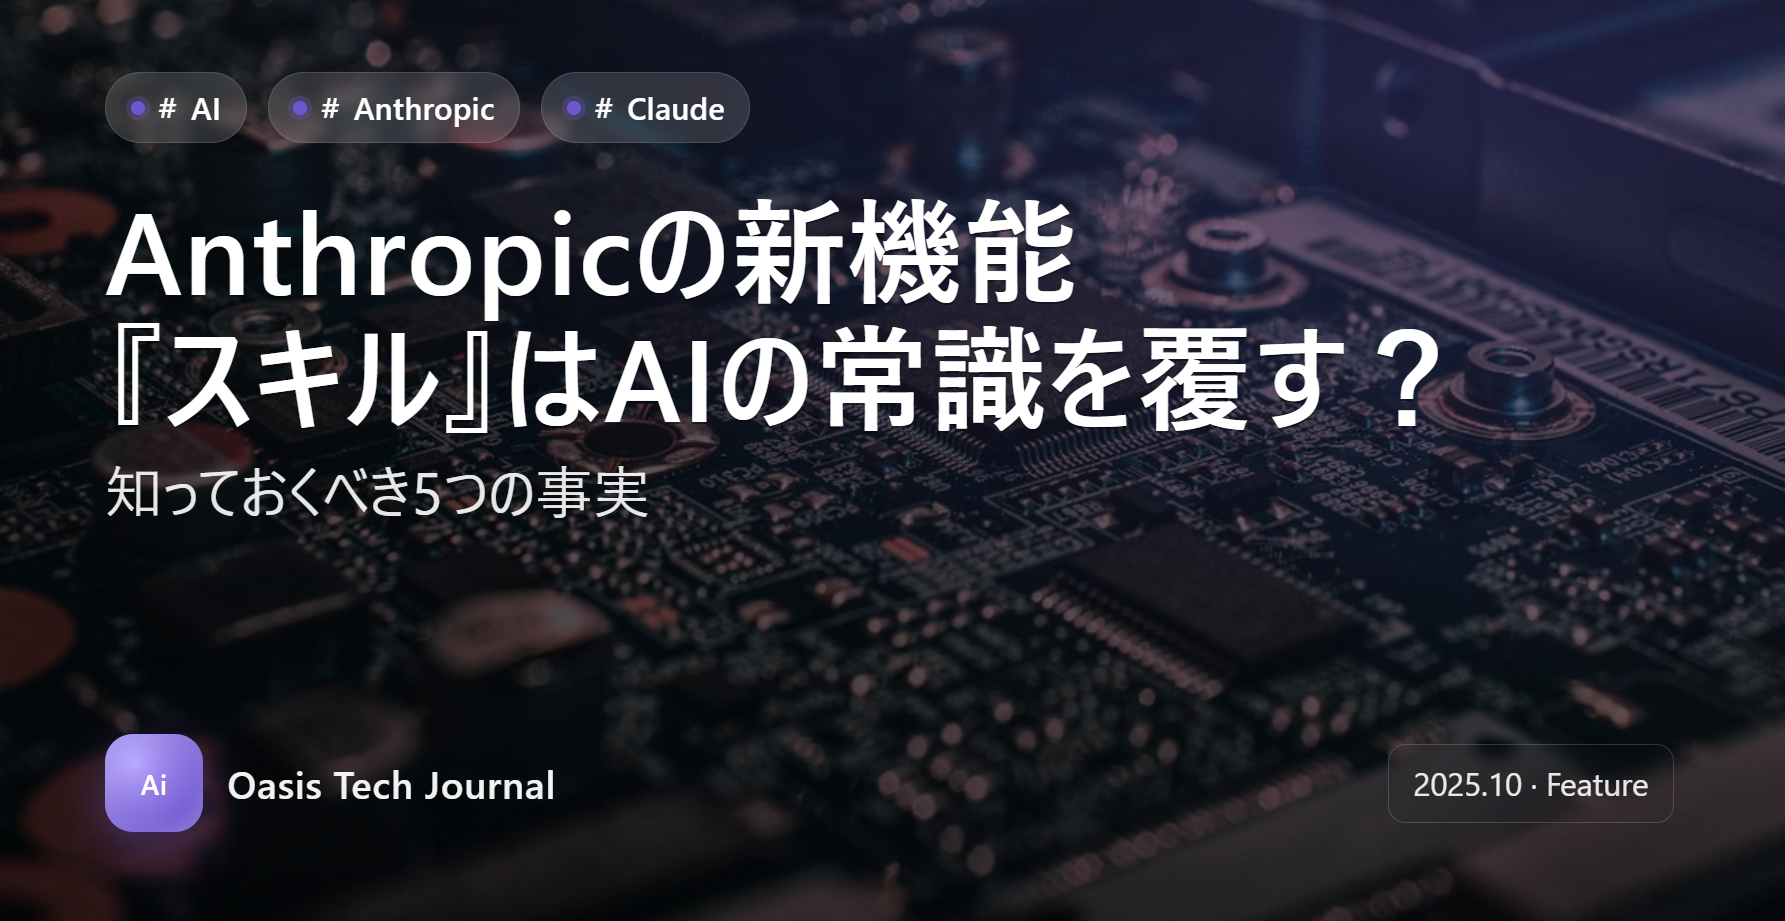 # AI
# Anthropic
# Claude
Anthropicの新機能
『スキル』はAIの常識を覆す？
知っておくべき5つの事実
Ai
Oasis Tech Journal
2025.10 · Feature